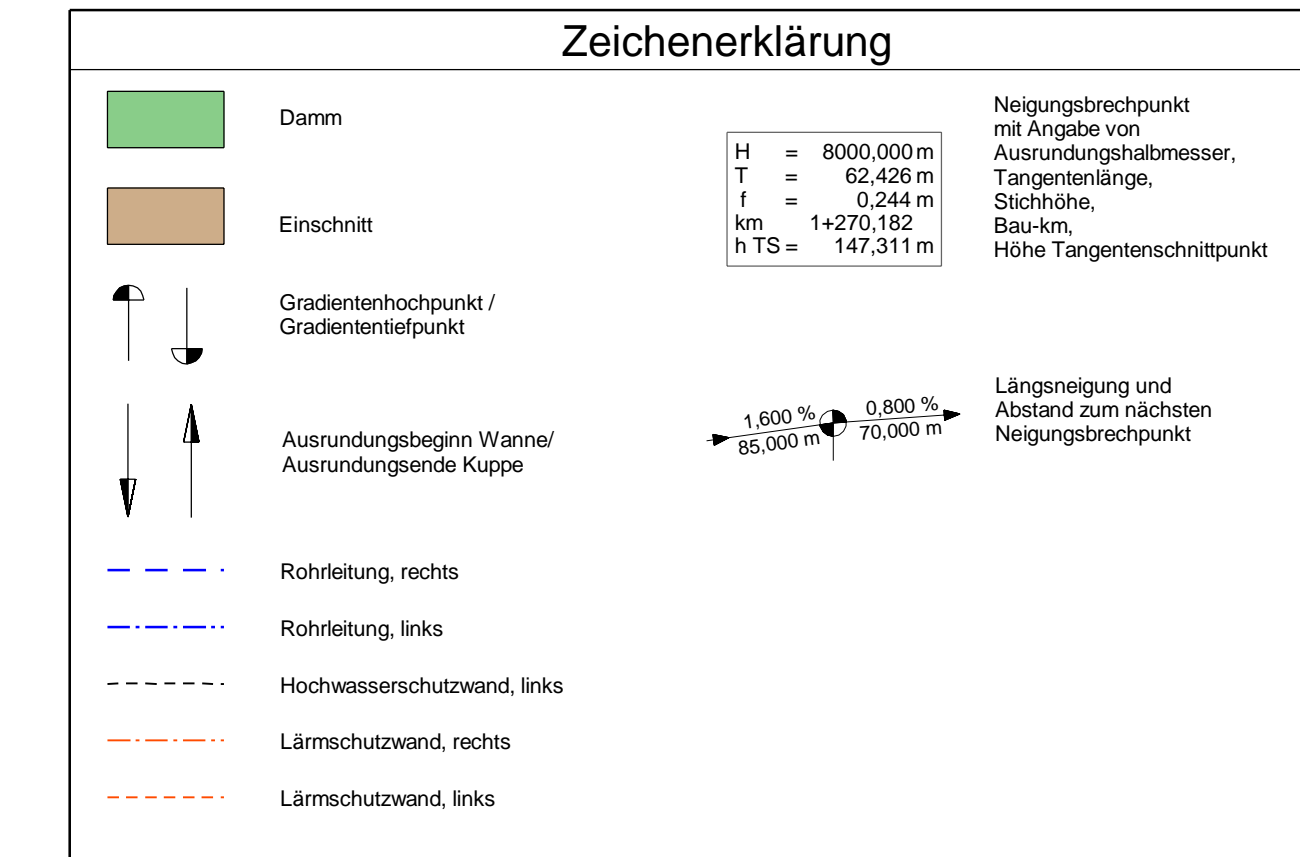 Zeichenerklärung
Damm
Einschnitt
Gradientenhochpunkt /
Gradiententiefpunkt
Ausrundungsbeginn Wanne/
Ausrundungsende Kuppe
Rohrleitung, rechts
Rohrleitung, links
Hochwasserschutzwand, links
Lärmschutzwand, rechts
Lärmschutzwand, links
H = 8000,000 m
T = 62,426 m
f = 0,244 m
km 1+270,182
h TS = 147,311 m
Neigungsbrechpunkt
mit Angabe von
Ausrundungshalbmesser,
Tangentenlänge,
Stichhöhe,
Bau-km,
Höhe Tangentenschnittpunkt
1,600 % 0,800 %
85,000 m 70,000 m
Längsneigung und
Abstand zum nächsten
Neigungsbrechpunkt